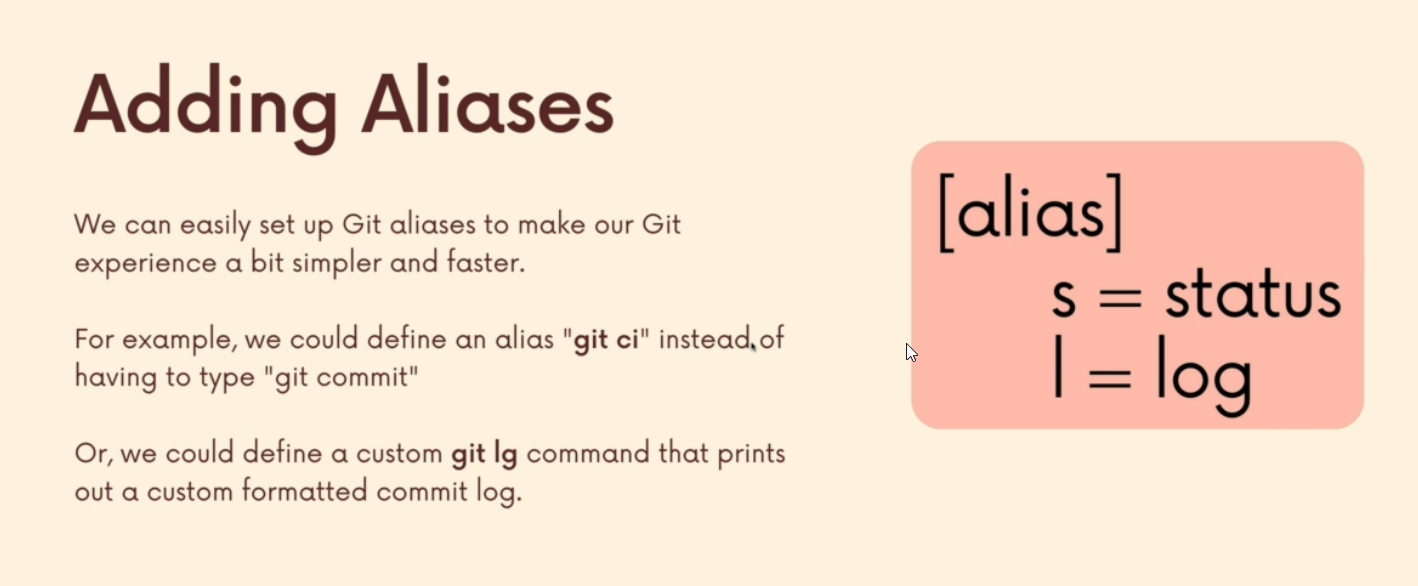 Adding Aliases
We can easily set up Git aliases to make our Git
experience a bit simpler and faster.
For example, we could define an alias "git ci" instead of
having to type "git commit"
Or, we could define a custom git lg command that prints
out a custom formatted commit log.
[alias]
s = status
l = log